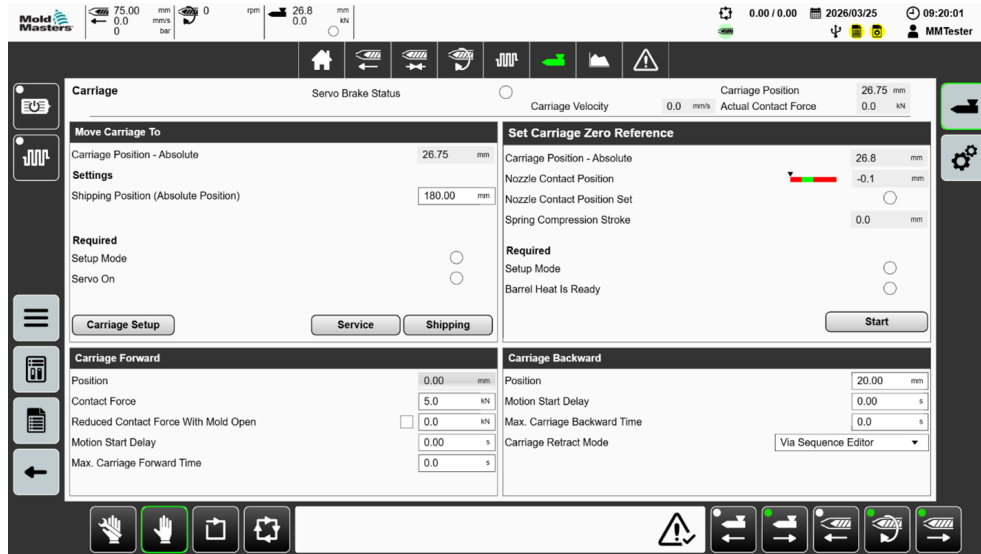 Mold Masters
75.00 mm
0.0 mm/s
0 bar
0 rpm
26.8 mm
0.0 kN
0.00 / 0.00
2026/03/25
09:20:01
MMTester
Carriage
Servo Brake Status
Carriage Velocity 0.0 mm/s
Carriage Position 26.75 mm
Actual Contact Force 0.0 kN
Move Carriage To
Carriage Position - Absolute 26.75 mm
Settings
Shipping Position (Absolute Position) 180.00 mm
Required
Setup Mode
Servo On
Carriage Setup Service Shipping
Set Carriage Zero Reference
Carriage Position - Absolute 26.8 mm
Nozzle Contact Position -0.1 mm
Nozzle Contact Position Set
Spring Compression Stroke 0.0 mm
Required
Setup Mode
Barrel Heat Is Ready
Start
Carriage Forward
Position 0.00 mm
Contact Force 5.0 kN
Reduced Contact Force With Mold Open 0.0 kN
Motion Start Delay 0.00 s
Max. Carriage Forward Time 0.0 s
Carriage Backward
Position 20.00 mm
Motion Start Delay 0.00 s
Max. Carriage Backward Time 0.0 s
Carriage Retract Mode Via Sequence Editor